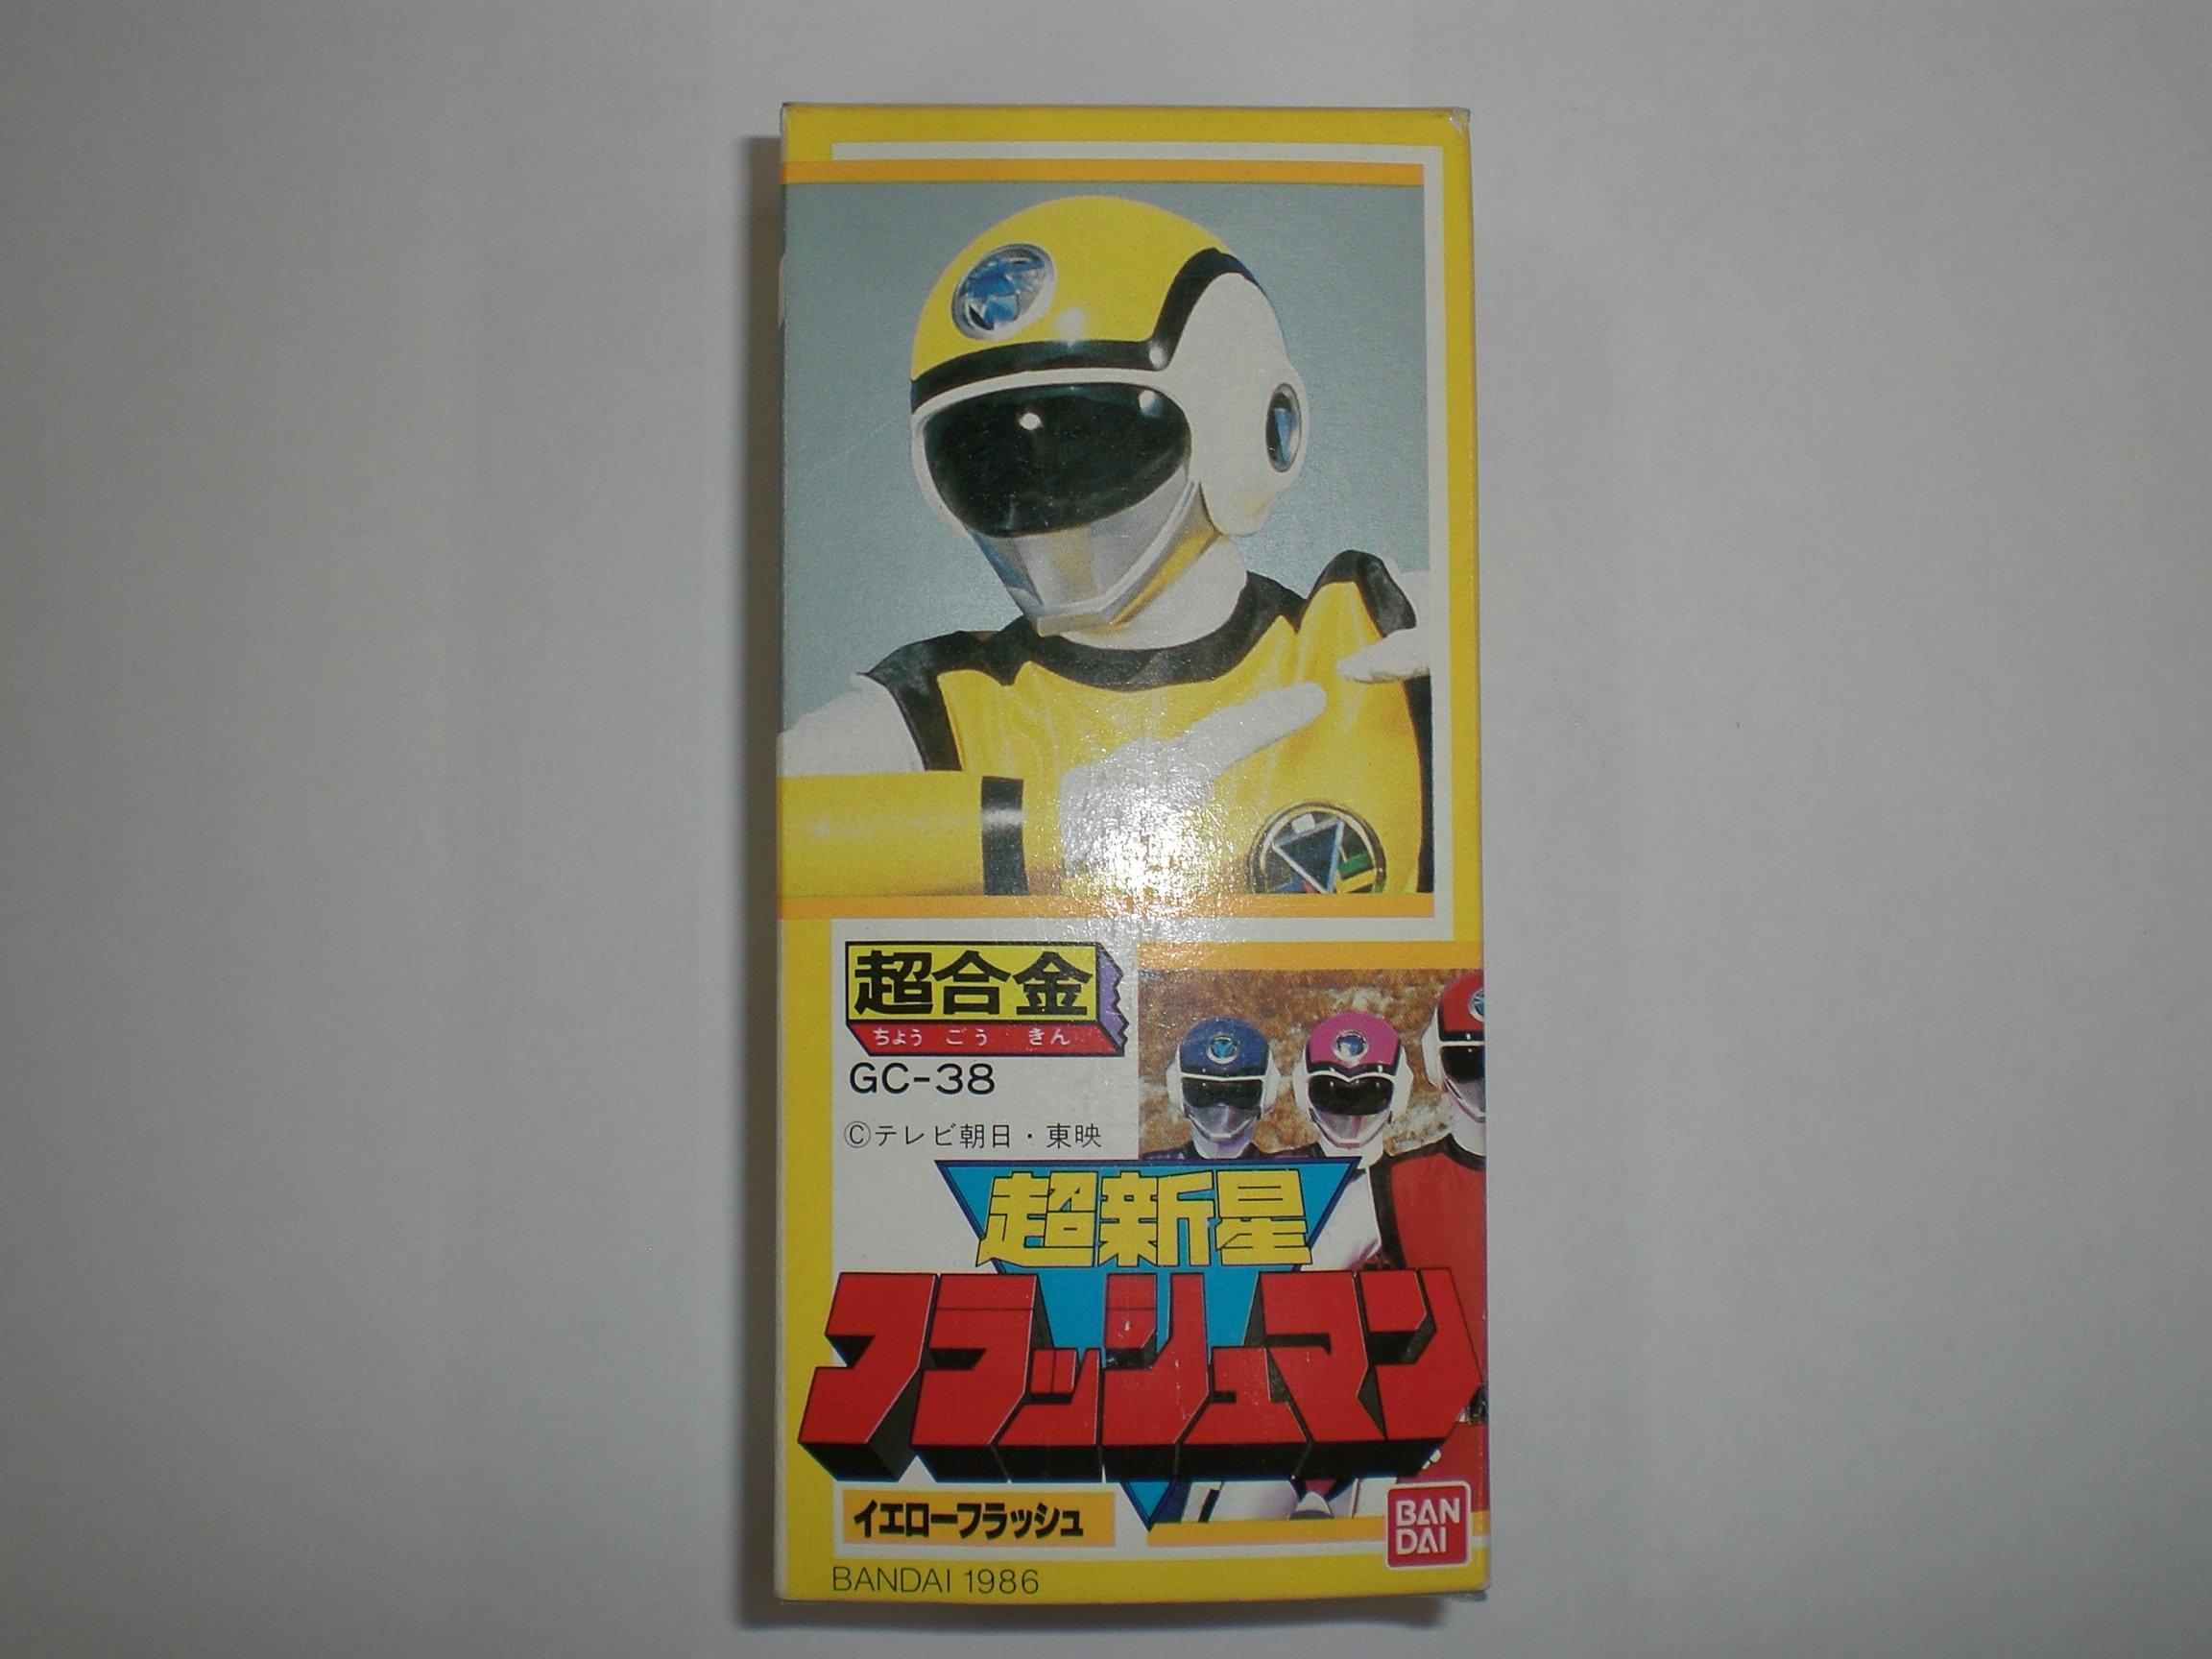 超合金
ちょう ごう きん
GC-38
©テレビ朝日・東映
超新星
フラッシュマン
イエローフラッシュ
BAN
DAI
BANDAI 1986